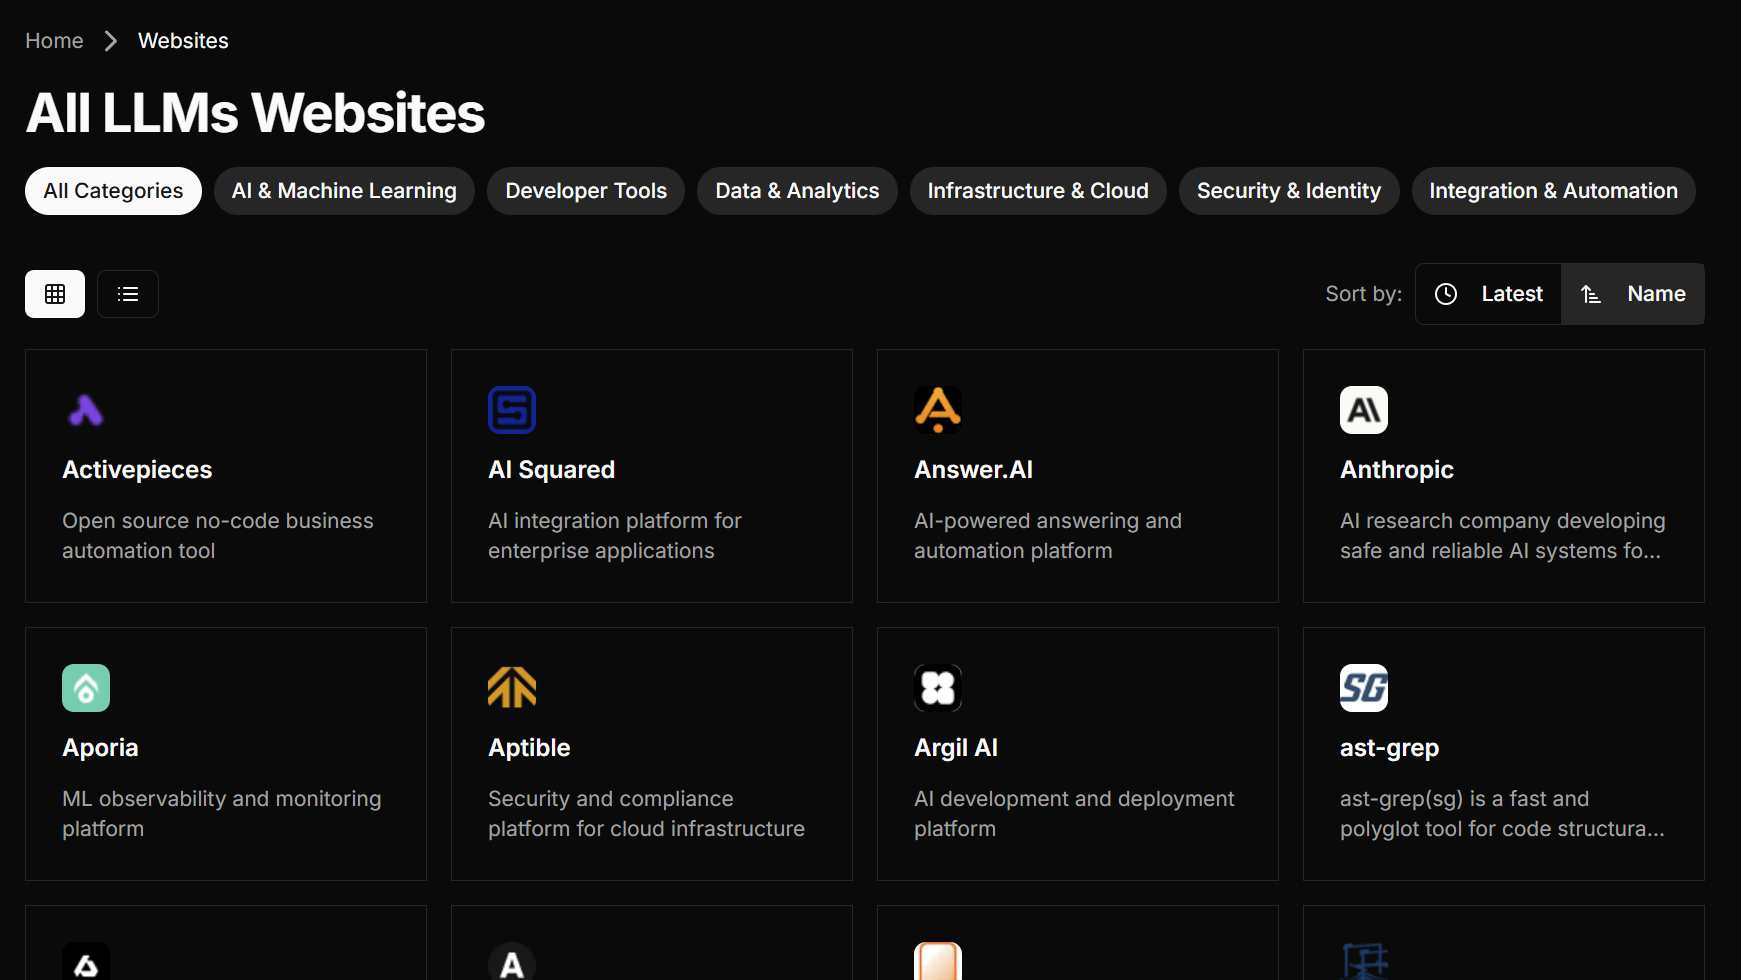 Home > Websites
All LLMs Websites
All Categories AI & Machine Learning Developer Tools Data & Analytics Infrastructure & Cloud Security & Identity Integration & Automation
Sort by: Latest Name
Activepieces
Open source no-code business
automation tool
AI Squared
AI integration platform for
enterprise applications
Answer.AI
AI-powered answering and
automation platform
Anthropic
AI research company developing
safe and reliable AI systems fo...
Aporia
ML observability and monitoring
platform
Aptible
Security and compliance
platform for cloud infrastructure
Argil AI
AI development and deployment
platform
SG
ast-grep
ast-grep(sg) is a fast and
polyglot tool for code structura...
A